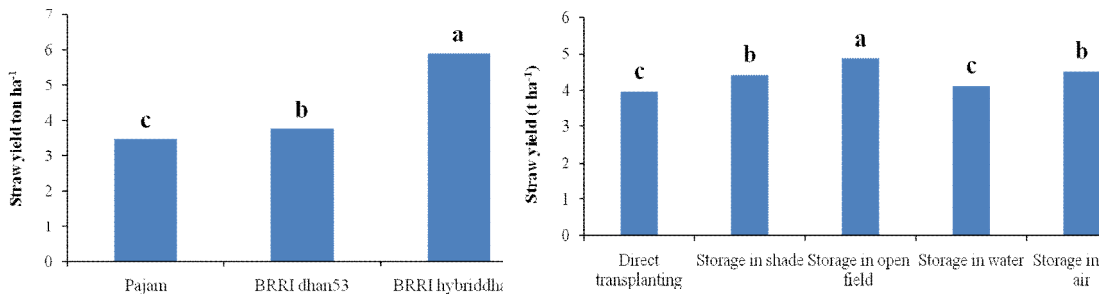 Straw yield ton ha⁻¹
7
6
5
4
3
2
1
0
c
b
a
Pajam
BRRI dhan53
BRRI hybriddha
Straw yield (t ha⁻¹)
6
5
4
3
2
1
0
c
b
a
c
b
Direct
transplanting
Storage in shade
Storage in open
field
Storage in water
Storage in
air